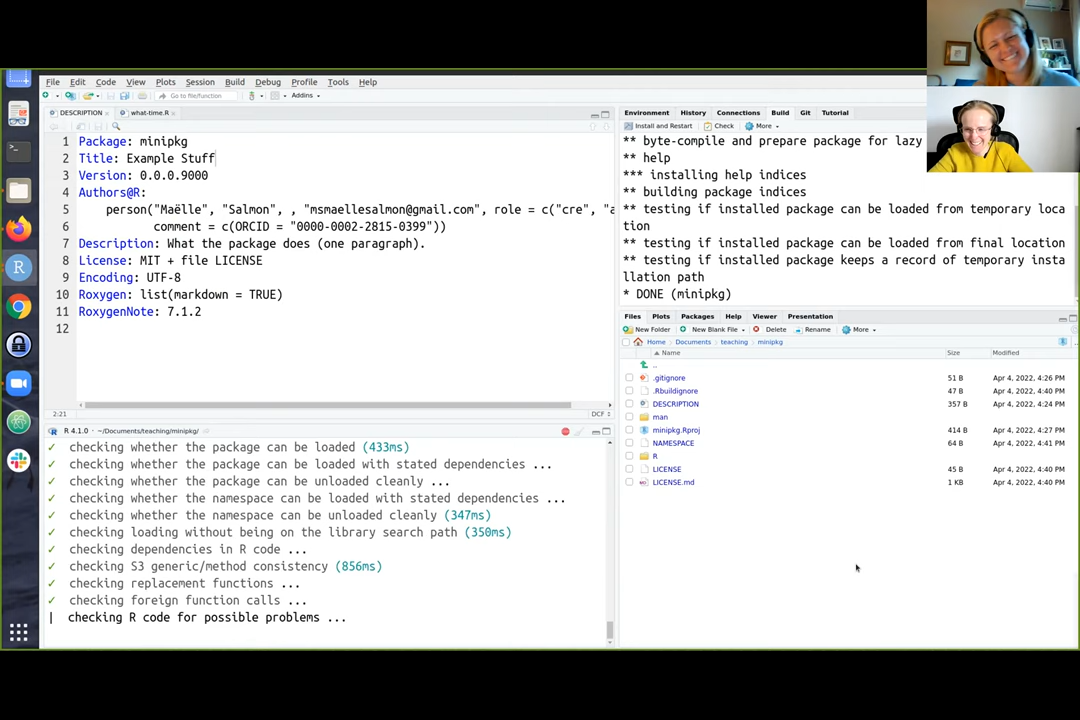 File Edit Code View Plots Session Build Debug Profile Tools Help
Go to file/function Addins
DESCRIPTION what-time.R
1 Package: minipkg
2 Title: Example Stuff
3 Version: 0.0.0.9000
4 Authors@R:
5 person("Maëlle", "Salmon", , "msmaellesalmon@gmail.com", role = c("cre", "a
6 comment = c(ORCID = "0000-0002-2815-0399"))
7 Description: What the package does (one paragraph).
8 License: MIT + file LICENSE
9 Encoding: UTF-8
10 Roxygen: list(markdown = TRUE)
11 RoxygenNote: 7.1.2
12
2:21 DCF
R 4.1.0 · ~/Documents/teaching/minipkg/
✓ checking whether the package can be loaded (433ms)
✓ checking whether the package can be loaded with stated dependencies ...
✓ checking whether the package can be unloaded cleanly ...
✓ checking whether the namespace can be loaded with stated dependencies ...
✓ checking whether the namespace can be unloaded cleanly (347ms)
✓ checking loading without being on the library search path (350ms)
✓ checking dependencies in R code ...
✓ checking S3 generic/method consistency (856ms)
✓ checking replacement functions ...
✓ checking foreign function calls ...
| checking R code for possible problems ...
Environment History Connections Build Git Tutorial
Install and Restart Check More
** byte-compile and prepare package for lazy
** help
*** installing help indices
** building package indices
** testing if installed package can be loaded from temporary loca
tion
** testing if installed package can be loaded from final location
** testing if installed package keeps a record of temporary insta
llation path
* DONE (minipkg)
Files Plots Packages Help Viewer Presentation
New Folder New Blank File Delete Rename More
Home Documents teaching minipkg
Name Size Modified
..
.gitignore 51 B Apr 4, 2022, 4:26 PM
.Rbuildignore 47 B Apr 4, 2022, 4:40 PM
DESCRIPTION 357 B Apr 4, 2022, 4:24 PM
man
minipkg.Rproj 414 B Apr 4, 2022, 4:27 PM
NAMESPACE 64 B Apr 4, 2022, 4:41 PM
R
LICENSE 45 B Apr 4, 2022, 4:40 PM
LICENSE.md 1 KB Apr 4, 2022, 4:40 PM